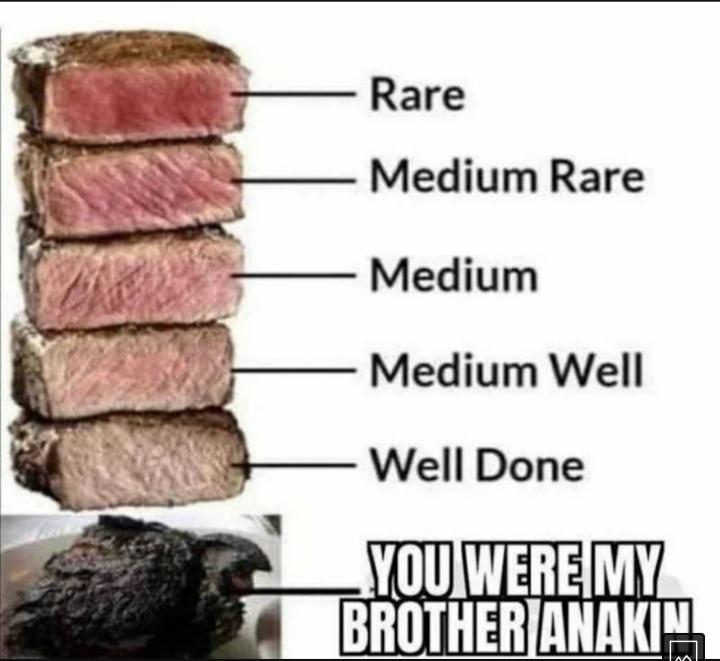 Rare
Medium Rare
Medium
Medium Well
Well Done
YOU WERE MY
BROTHER ANAKIN